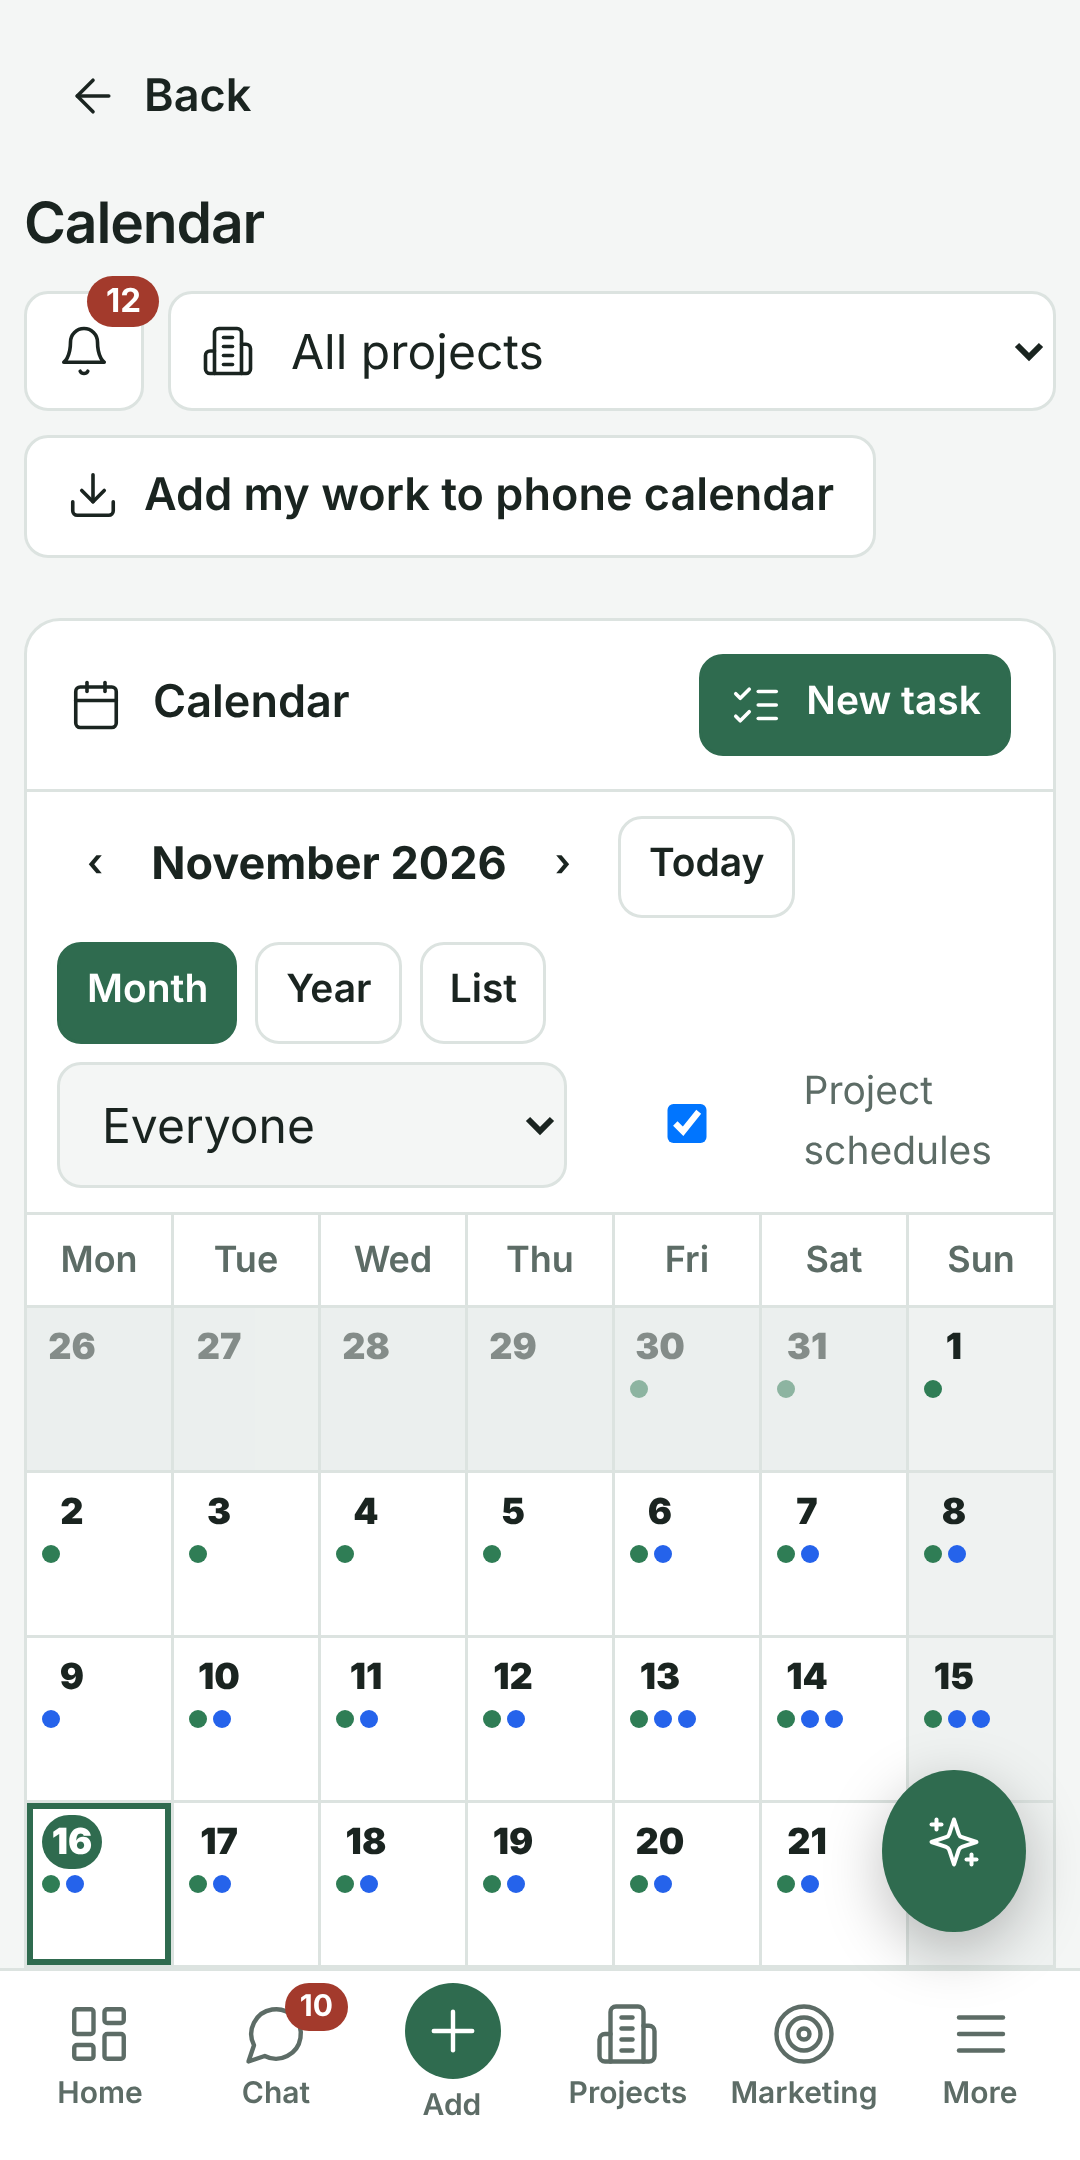 Back
Calendar
12
All projects
Add my work to phone calendar
Calendar
New task
‹ November 2026 › Today
Month Year List
Everyone
Project
schedules
Mon Tue Wed Thu Fri Sat Sun
26 27 28 29 30 31 1
2 3 4 5 6 7 8
9 10 11 12 13 14 15
16 17 18 19 20 21
10
Home Chat Add Projects Marketing More